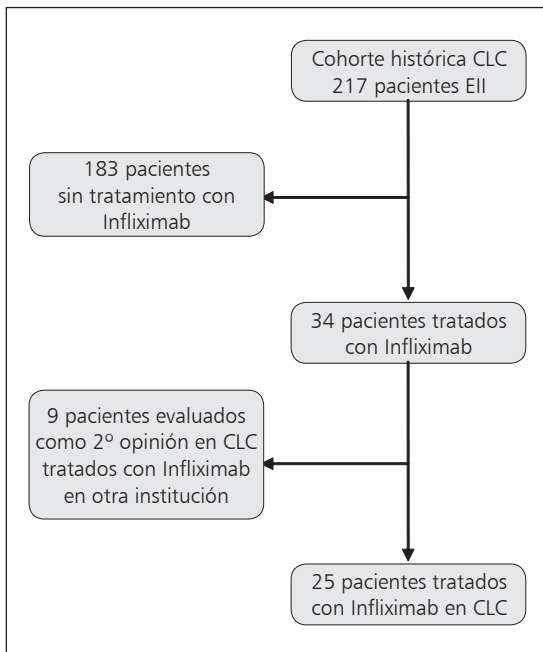 Cohorte histórica CLC
217 pacientes EII
183 pacientes
sin tratamiento con
Infliximab
34 pacientes tratados
con Infliximab
9 pacientes evaluados
como 2º opinión en CLC
tratados con Infliximab
en otra institución
25 pacientes tratados
con Infliximab en CLC